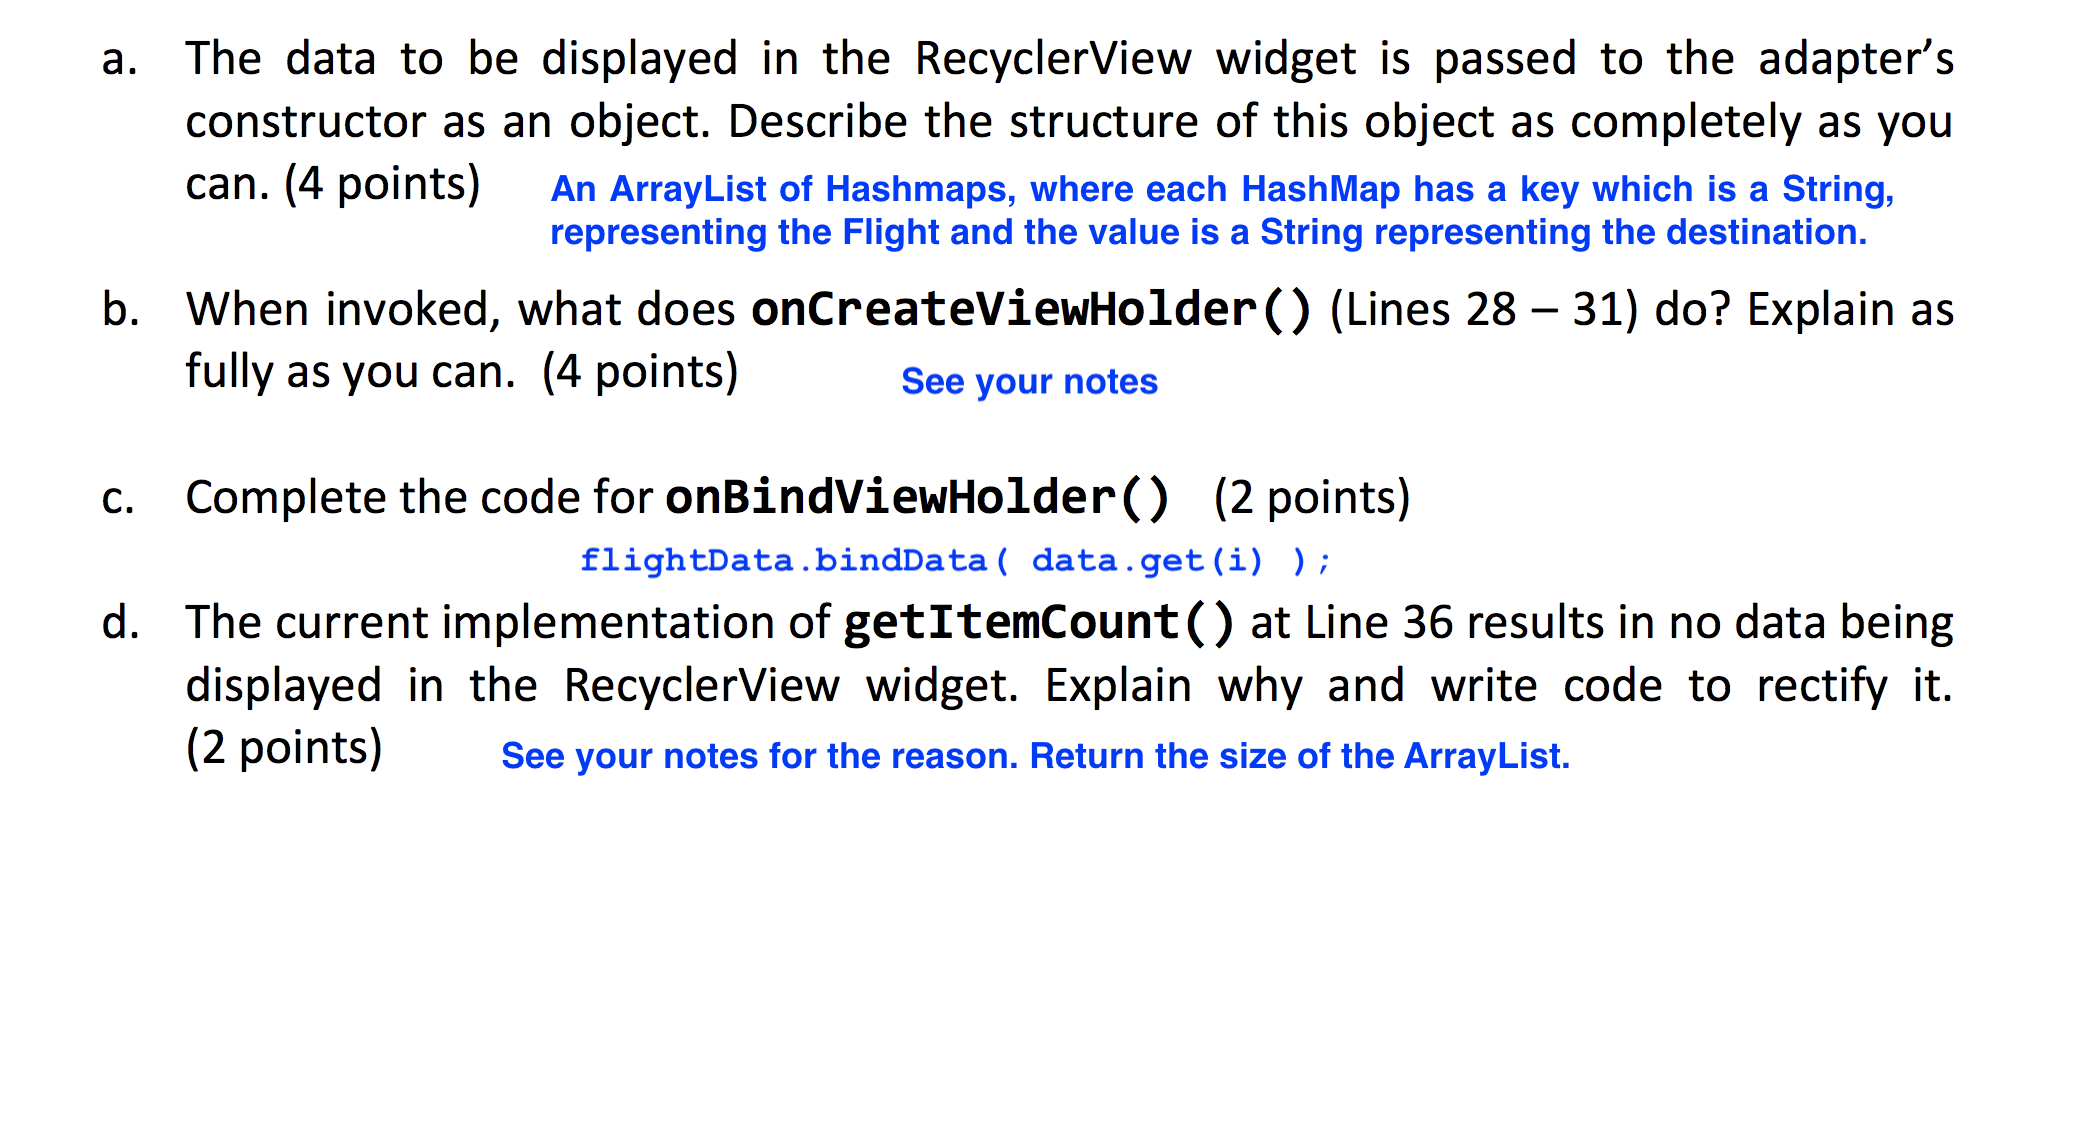 a. The data to be displayed in the RecyclerView widget is passed to the adapter’s
constructor as an object. Describe the structure of this object as completely as you
can. (4 points) An ArrayList of Hashmaps, where each HashMap has a key which is a String,
representing the Flight and the value is a String representing the destination.
b. When invoked, what does onCreateViewHolder() (Lines 28 – 31) do? Explain as
fully as you can. (4 points) See your notes
c. Complete the code for onBindViewHolder() (2 points)
flightData.bindData( data.get(i) );
d. The current implementation of getItemCount() at Line 36 results in no data being
displayed in the RecyclerView widget. Explain why and write code to rectify it.
(2 points) See your notes for the reason. Return the size of the ArrayList.